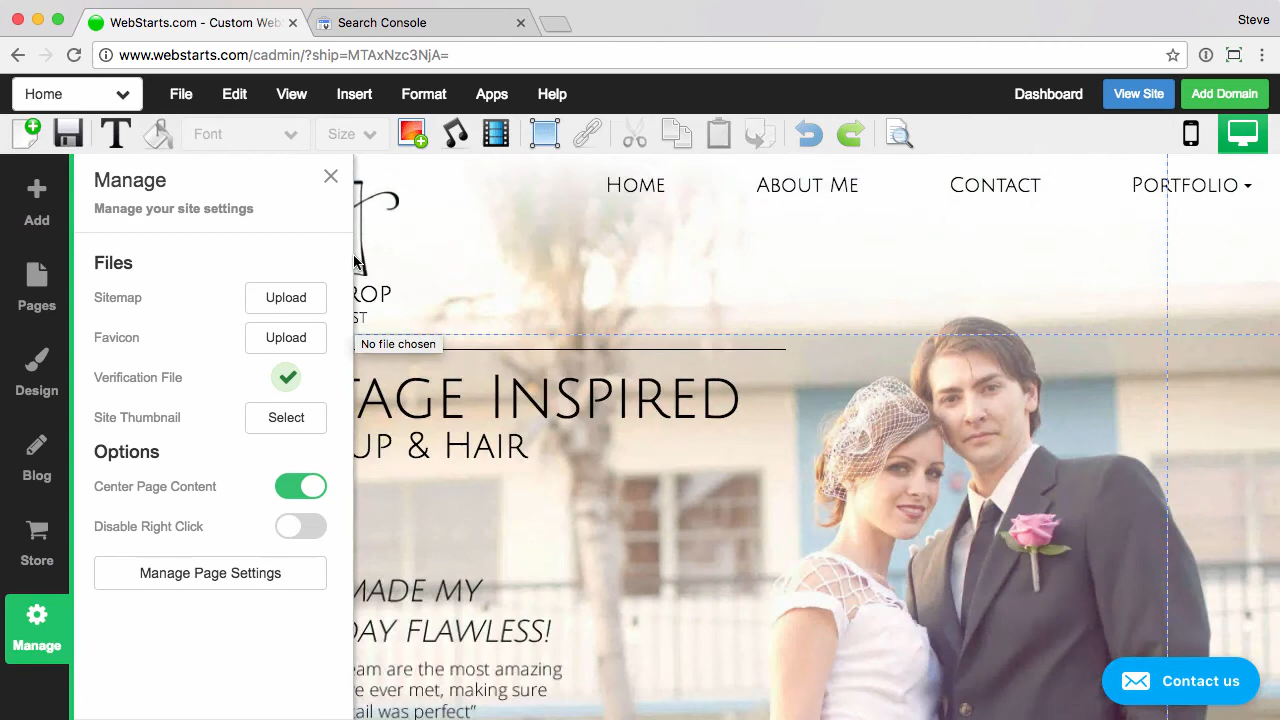 WebStarts.com - Custom Web
Search Console
Steve
www.webstarts.com/cadmin/?ship=MTAxNzc3NjA=
Home
File
Edit
View
Insert
Format
Apps
Help
Dashboard
View Site
Add Domain
Font
Size
Add
Pages
Design
Blog
Store
Manage
Manage
Manage your site settings
Files
Sitemap
Upload
Favicon
Upload
Verification File
Site Thumbnail
Select
Options
Center Page Content
Disable Right Click
Manage Page Settings
No file chosen
Home
About Me
Contact
Portfolio
ROP
ST
TAGE INSPIRED
UP & HAIR
MADE MY
DAY FLAWLESS!
eam are the most amazing
e ever met, making sure
ail was perfect"
Contact us